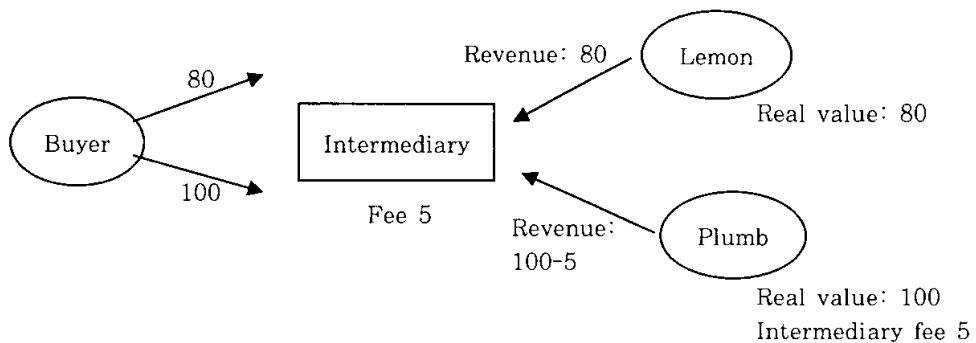 Revenue: 80
Lemon
80
Real value: 80
Buyer
Intermediary
100
Fee 5
Revenue:
100-5
Plumb
Real value: 100
Intermediary fee 5